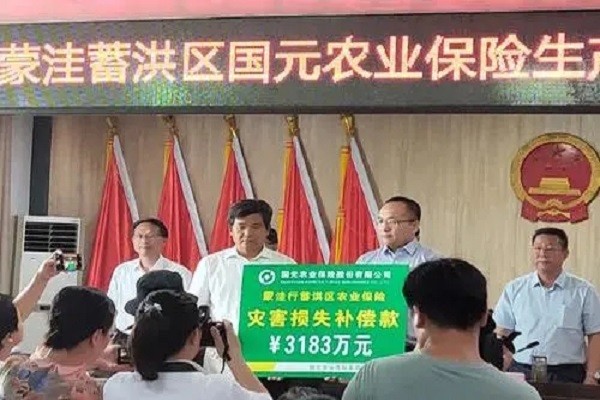 蒙洼蓄洪区国元农业保险生产
国元农业保险股份有限公司
蒙洼行蓄洪区农业保险
灾害损失补偿款
¥3183万元